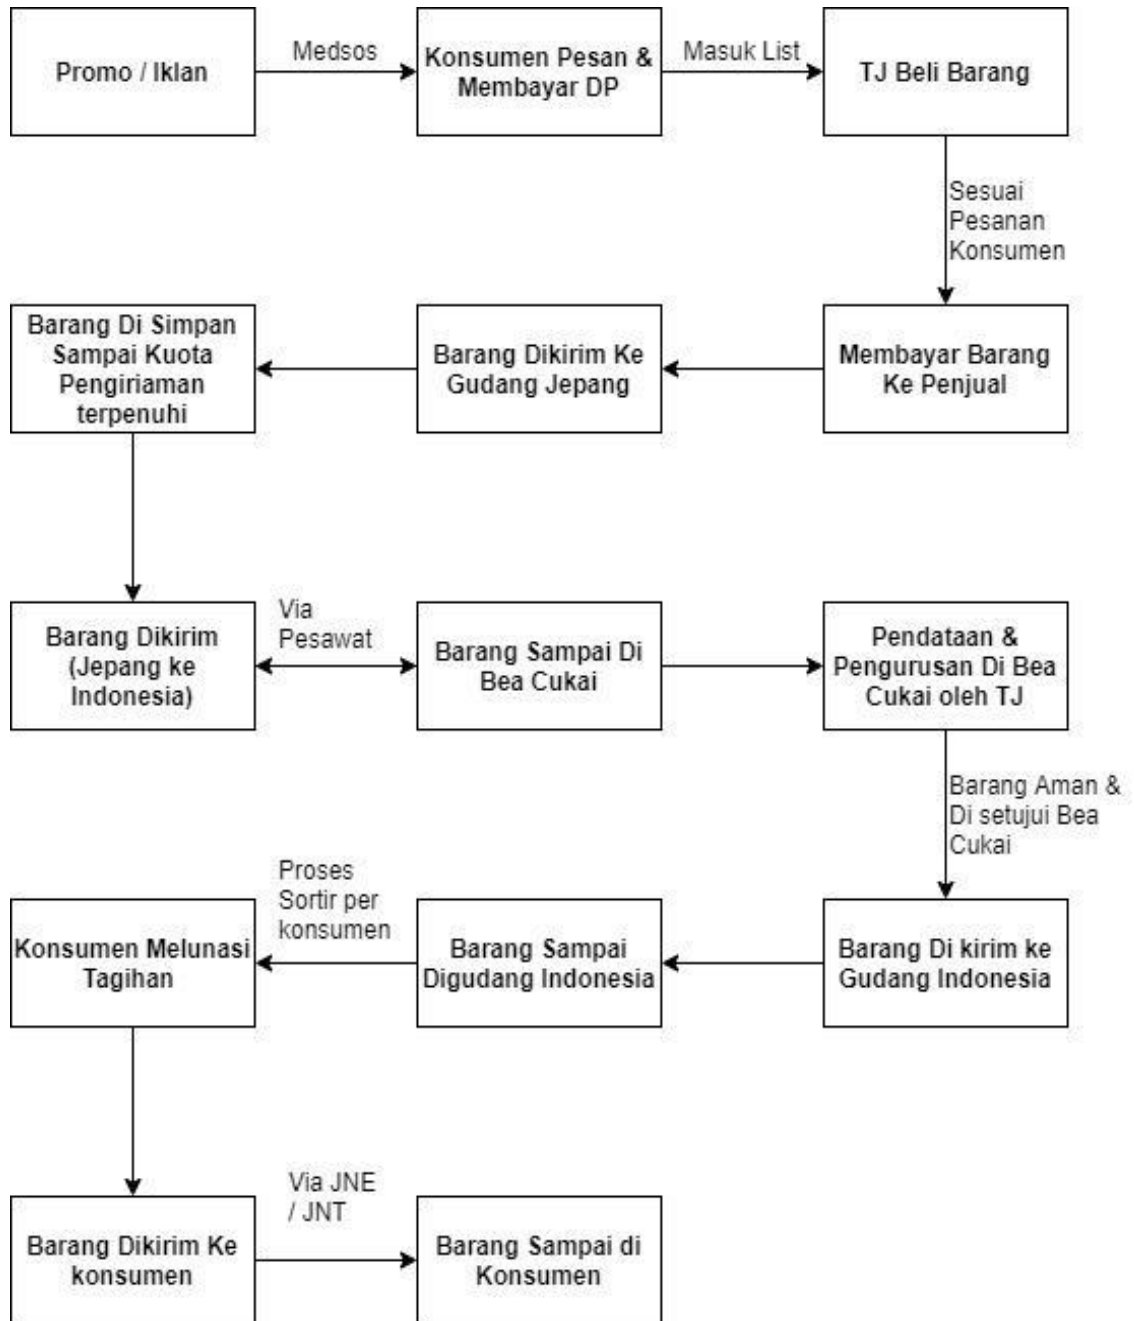 Promo / Iklan
Medsos
Konsumen Pesan &
Membayar DP
Masuk List
TJ Beli Barang
Sesuai
Pesanan
Konsumen
Membayar Barang
Ke Penjual
Barang Dikirim Ke
Gudang Jepang
Barang Di Simpan
Sampai Kuota
Pengiriaman
terpenuhi
Barang Dikirim
(Jepang ke
Indonesia)
Via
Pesawat
Barang Sampai Di
Bea Cukai
Pendataan &
Pengurusan Di Bea
Cukai oleh TJ
Barang Aman &
Di setujui Bea
Cukai
Barang Di kirim ke
Gudang Indonesia
Barang Sampai
Digudang Indonesia
Proses
Sortir per
konsumen
Konsumen Melunasi
Tagihan
Barang Dikirim Ke
konsumen
Via JNE
/ JNT
Barang Sampai di
Konsumen